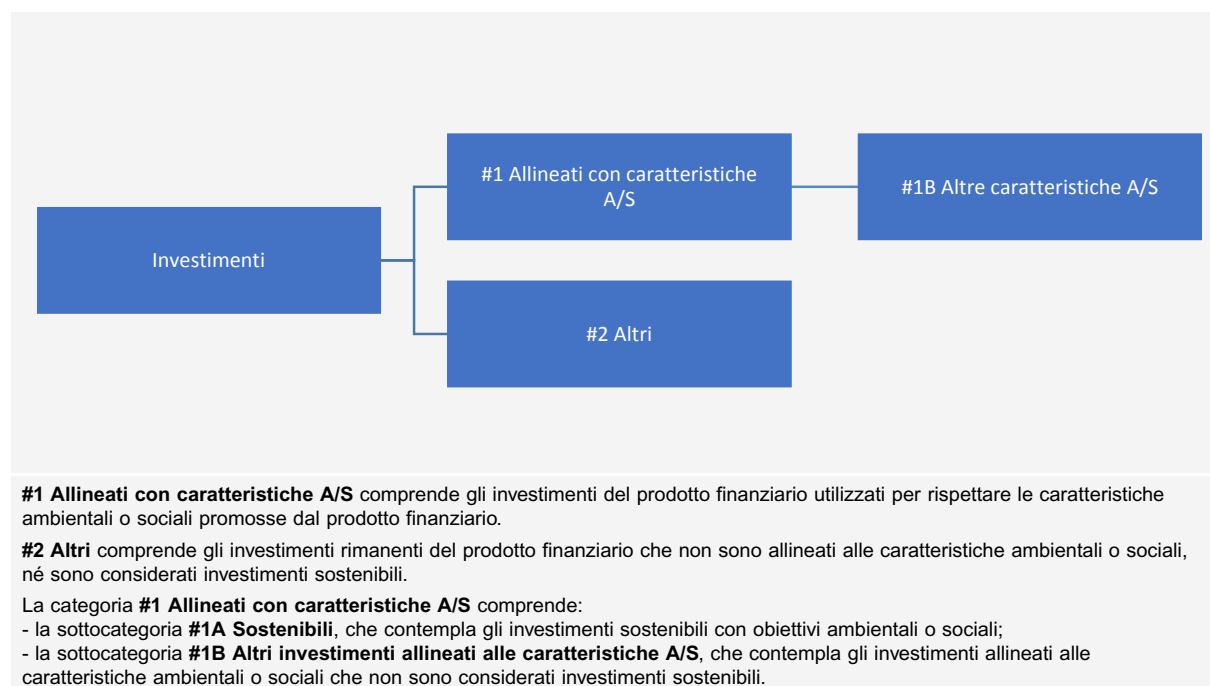 #1 Allineati con caratteristiche
A/S
#1B Altre caratteristiche A/S
Investimenti
#2 Altri
#1 Allineati con caratteristiche A/S comprende gli investimenti del prodotto finanziario utilizzati per rispettare le caratteristiche
ambientali o sociali promosse dal prodotto finanziario.
#2 Altri comprende gli investimenti rimanenti del prodotto finanziario che non sono allineati alle caratteristiche ambientali o sociali,
né sono considerati investimenti sostenibili.
La categoria #1 Allineati con caratteristiche A/S comprende:
- la sottocategoria #1A Sostenibili, che contempla gli investimenti sostenibili con obiettivi ambientali o sociali;
- la sottocategoria #1B Altri investimenti allineati alle caratteristiche A/S, che contempla gli investimenti allineati alle
caratteristiche ambientali o sociali che non sono considerati investimenti sostenibili.